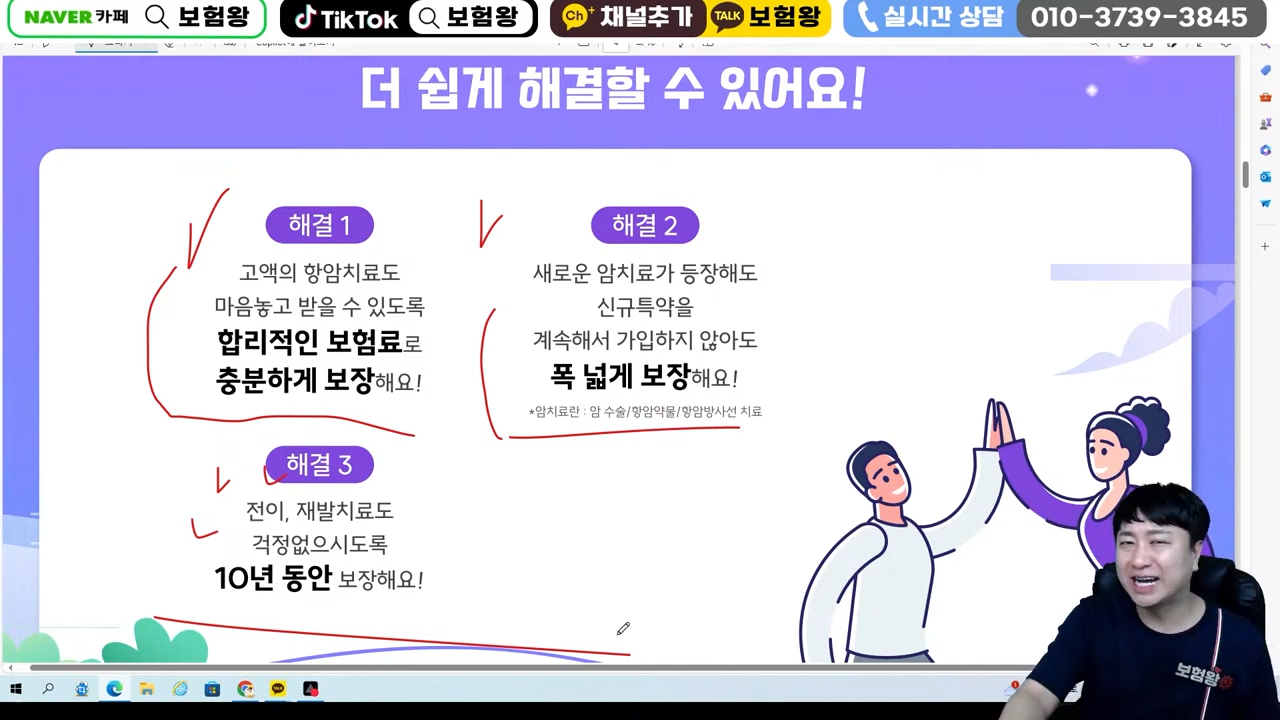 NAVER 카페 보험왕 TikTok 보험왕 Ch+ 채널추가 TALK 보험왕 실시간 상담 010-3739-3845
더 쉽게 해결할 수 있어요!
해결 1
고액의 항암치료도
마음놓고 받을 수 있도록
합리적인 보험료로
충분하게 보장해요!
해결 2
새로운 암치료가 등장해도
신규특약을
계속해서 가입하지 않아도
폭 넓게 보장해요!
*암치료란 : 암 수술/항암약물/항암방사선 치료
해결 3
전이, 재발치료도
걱정없으시도록
10년 동안 보장해요!
보험왕
TALK